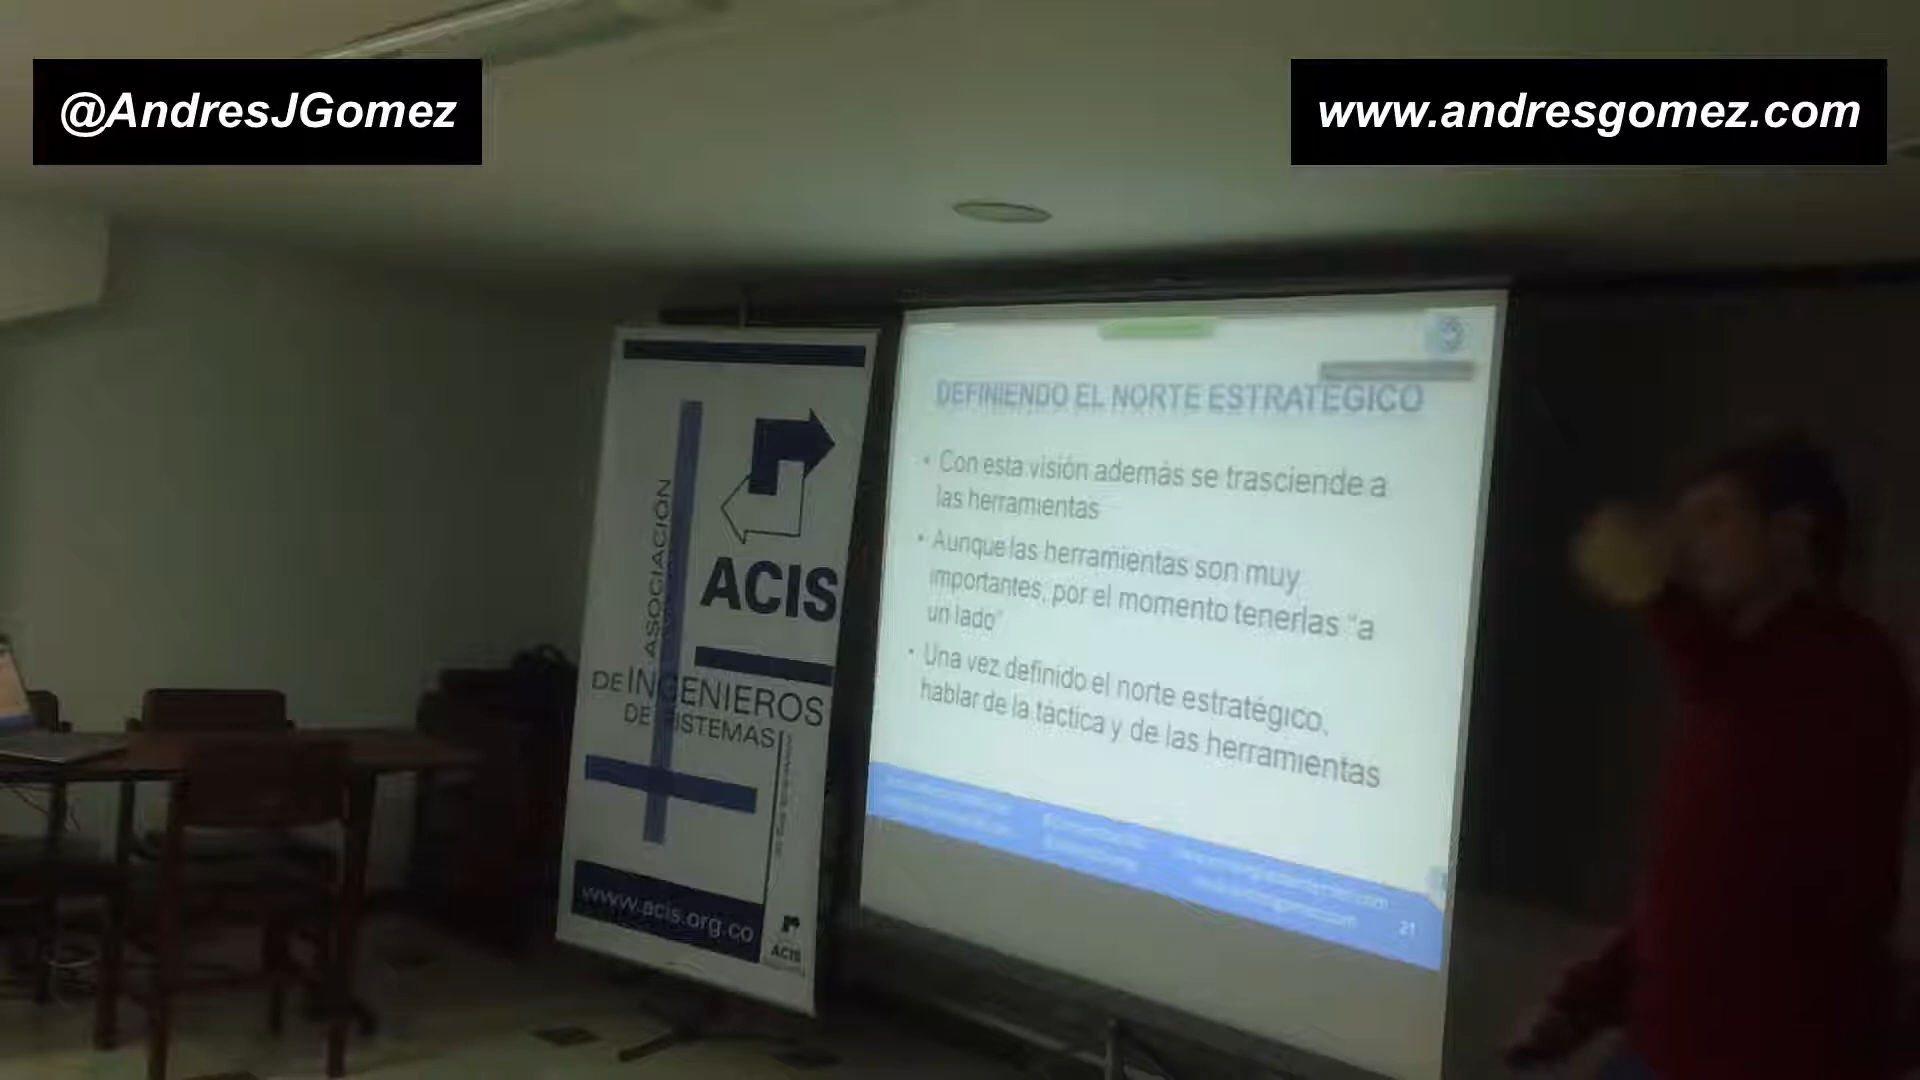 @AndresJGomez
www.andresgomez.com
ASOCIACIÓN
ACIS
DE INGENIEROS
DE SISTEMAS
www.acis.org.co
ACIS
DEFINIENDO EL NORTE ESTRATÉGICO
• Con esta visión además se trasciende a
las herramientas
• Aunque las herramientas son muy
importantes, por el momento tenerlas "a
un lado"
• Una vez definido el norte estratégico,
hablar de la táctica y de las herramientas
21